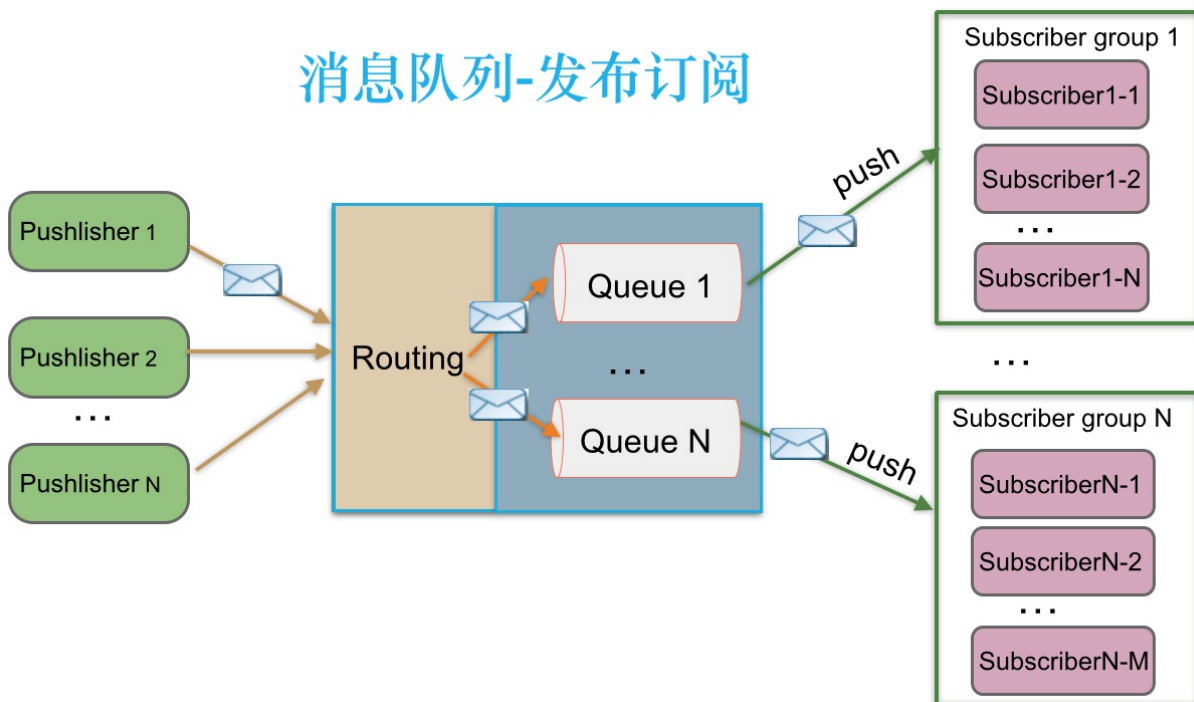 消息队列-发布订阅
Pushlisher 1
Pushlisher 2
...
Pushlisher N
Routing
Queue 1
...
Queue N
push
push
Subscriber group 1
Subscriber1-1
Subscriber1-2
...
Subscriber1-N
...
Subscriber group N
SubscriberN-1
SubscriberN-2
...
SubscriberN-M